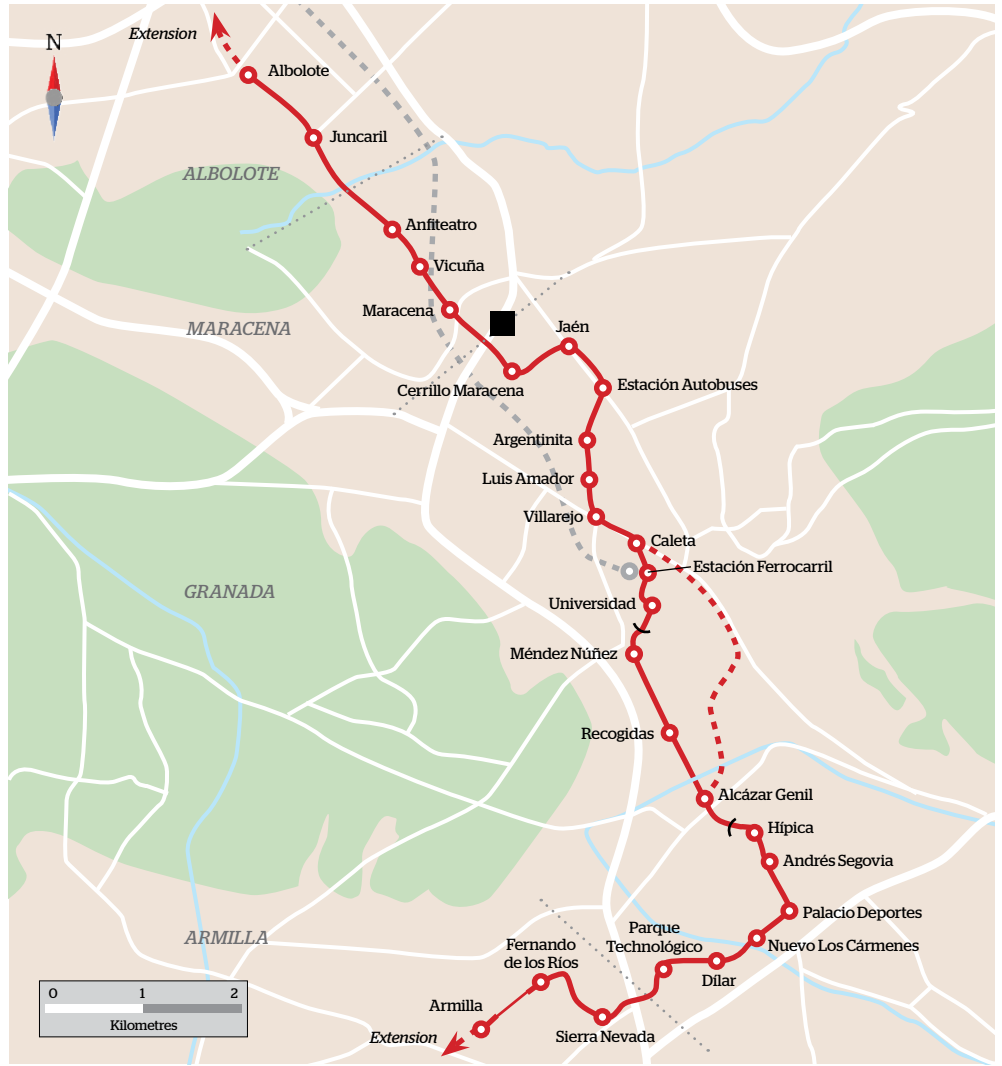 Extension
N
Albolote
Juncaril
ALBOLOTE
Anfiteatro
Vicuña
Maracena
MARACENA
Jaén
Cerrillo Maracena
Estación Autobuses
Argentinita
Luis Amador
Villarejo
Caleta
Estación Ferrocarril
GRANADA
Universidad
Méndez Núñez
Recogidas
Alcázar Genil
Hípica
Andrés Segovia
Palacio Deportes
ARMILLA
Parque
Technológico
Nuevo Los Cármenes
Fernando
de los Ríos
Dílar
Armilla
Sierra Nevada
Extension
0 1 2
Kilometres